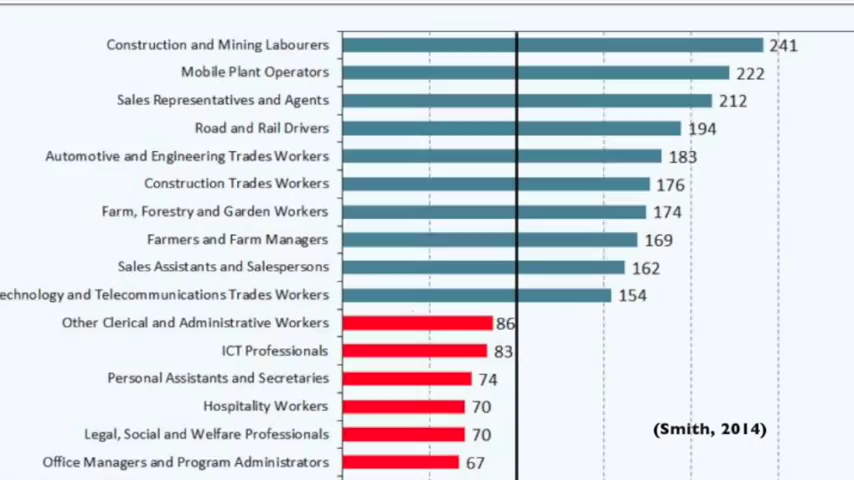 Construction and Mining Labourers 241
Mobile Plant Operators 222
Sales Representatives and Agents 212
Road and Rail Drivers 194
Automotive and Engineering Trades Workers 183
Construction Trades Workers 176
Farm, Forestry and Garden Workers 174
Farmers and Farm Managers 169
Sales Assistants and Salespersons 162
and Telecommunications Trades Workers 154
Other Clerical and Administrative Workers 86
ICT Professionals 83
Personal Assistants and Secretaries 74
Hospitality Workers 70
Legal, Social and Welfare Professionals 70
(Smith, 2014)
Office Managers and Program Administrators 67